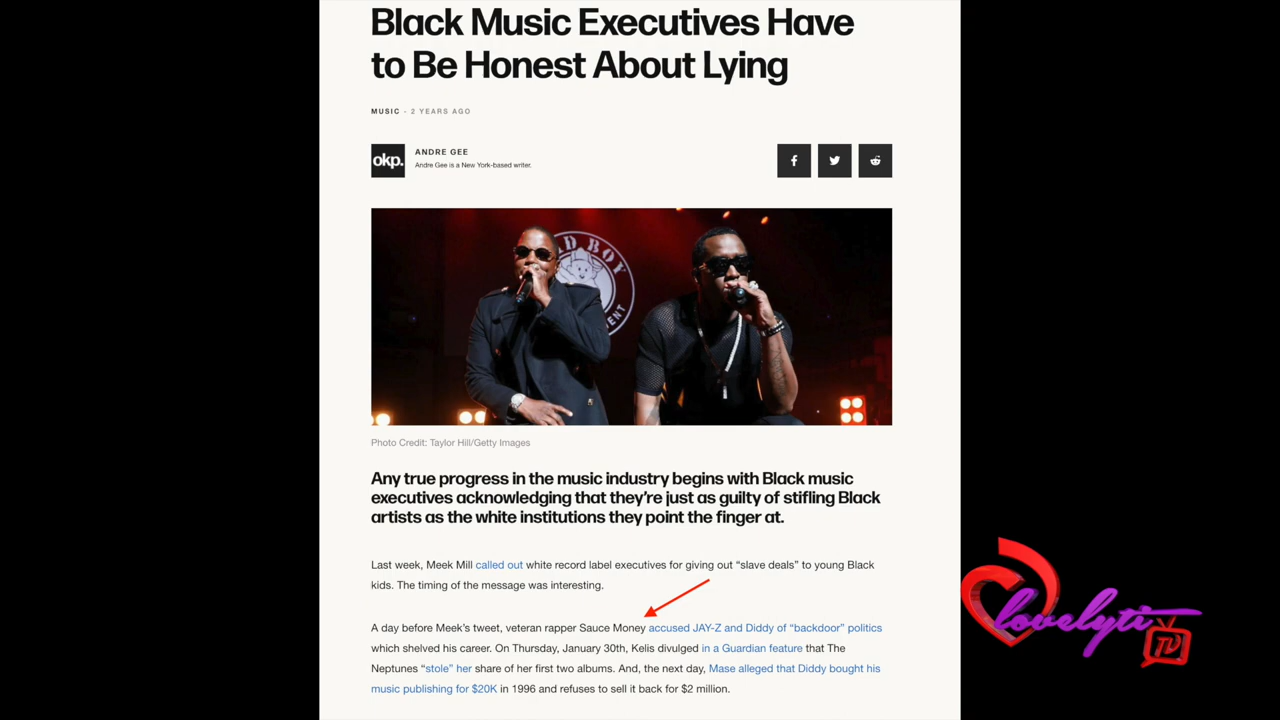 Black Music Executives Have
to Be Honest About Lying
MUSIC - 2 YEARS AGO
okp.
ANDRE GEE
Andre Gee is a New York-based writer.
AD BOY
ENT
Photo Credit: Taylor Hill/Getty Images
Any true progress in the music industry begins with Black music
executives acknowledging that they're just as guilty of stifling Black
artists as the white institutions they point the finger at.
Last week, Meek Mill called out white record label executives for giving out “slave deals” to young Black
kids. The timing of the message was interesting.
A day before Meek's tweet, veteran rapper Sauce Money accused JAY-Z and Diddy of “backdoor” politics
which shelved his career. On Thursday, January 30th, Kelis divulged in a Guardian feature that The
Neptunes “stole” her share of her first two albums. And, the next day, Mase alleged that Diddy bought his
music publishing for $20K in 1996 and refuses to sell it back for $2 million.
lovelyti
TV